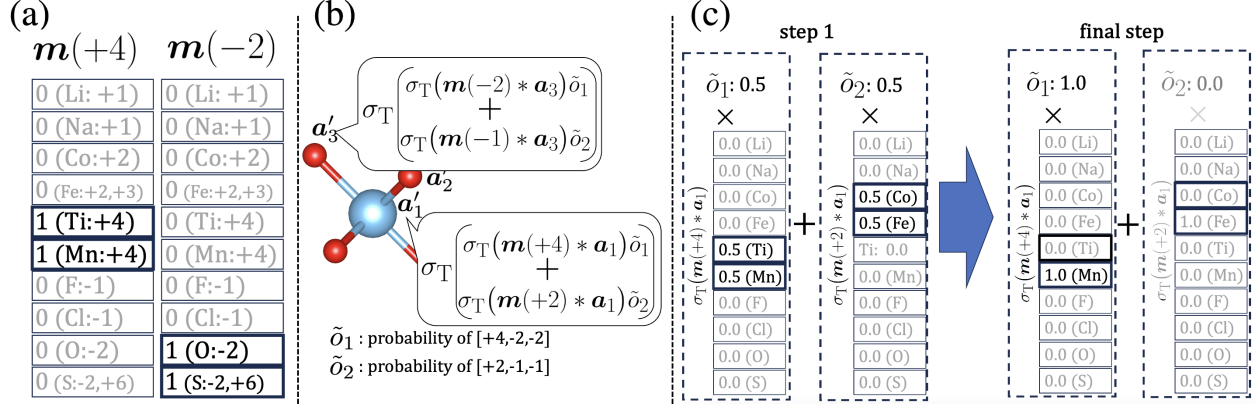 (a)
m(+4)
0 (Li: +1)
0 (Na:+1)
0 (Co:+2)
0 (Fe:+2,+3)
1 (Ti:+4)
1 (Mn:+4)
0 (F:-1)
0 (Cl:-1)
0 (O:-2)
0 (S:-2,+6)
m(−2)
0 (Li: +1)
0 (Na:+1)
0 (Co:+2)
0 (Fe:+2,+3)
0 (Ti:+4)
0 (Mn:+4)
0 (F:-1)
0 (Cl:-1)
1 (O:-2)
1 (S:-2,+6)
(b)
σT(σT(m(−2) * a3)õ1
+
σT(m(−1) * a3)õ2)
a′3
a′2
a′1
σT[σT(m(+4) * a1)õ1
+
σT(m(+2) * a1)õ2]
õ1 : probability of [+4,-2,-2]
õ2 : probability of [+2,-1,-1]
(c)
step 1
õ1: 0.5
×
σT(m(+4) * a1)
0.0 (Li)
0.0 (Na)
0.0 (Co)
0.0 (Fe)
0.5 (Ti)
0.5 (Mn)
0.0 (F)
0.0 (Cl)
0.0 (O)
0.0 (S)
+
õ2: 0.5
×
σT(m(+2) * a1)
0.0 (Li)
0.0 (Na)
0.5 (Co)
0.5 (Fe)
Ti: 0.0
0.0 (Mn)
0.0 (F)
0.0 (Cl)
0.0 (O)
0.0 (S)
final step
õ1: 1.0
×
σT(m(+4) * a1)
0.0 (Li)
0.0 (Na)
0.0 (Co)
0.0 (Fe)
0.0 (Ti)
1.0 (Mn)
0.0 (F)
0.0 (Cl)
0.0 (O)
0.0 (S)
+
õ2: 0.0
×
σT(m(+2) * a1)
0.0 (Li)
0.0 (Na)
0.0 (Co)
1.0 (Fe)
0.0 (Ti)
0.0 (Mn)
0.0 (F)
0.0 (Cl)
0.0 (O)
0.0 (S)